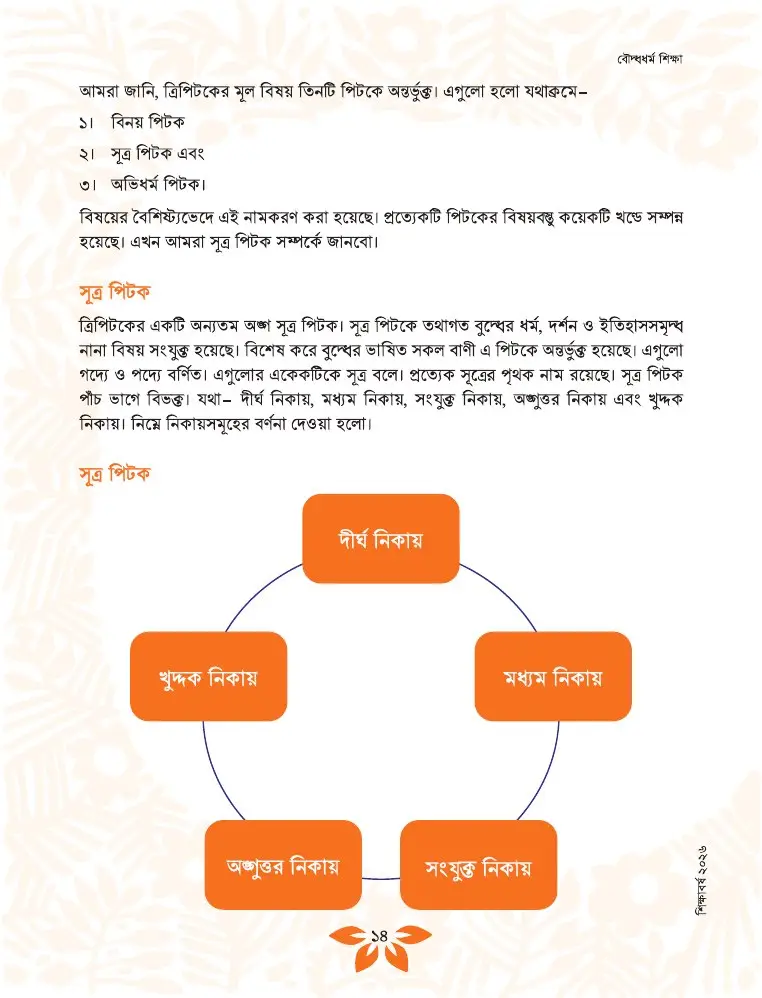 বৌদ্ধধর্ম শিক্ষা
আমরা জানি, ত্রিপিটকের মূল বিষয় তিনটি পিটকে অন্তর্ভুক্ত। এগুলো হলো যথাক্রমে–
১। বিনয় পিটক
২। সূত্র পিটক এবং
৩। অভিধর্ম পিটক।
বিষয়ের বৈশিষ্ট্যভেদে এই নামকরণ করা হয়েছে। প্রত্যেকটি পিটকের বিষয়বস্তু কয়েকটি খণ্ডে সম্পন্ন
হয়েছে। এখন আমরা সূত্র পিটক সম্পর্কে জানবো।
সূত্র পিটক
ত্রিপিটকের একটি অন্যতম অঙ্গ সূত্র পিটক। সূত্র পিটকে তথাগত বুদ্ধের ধর্ম, দর্শন ও ইতিহাসসমৃদ্ধ
নানা বিষয় সংযুক্ত হয়েছে। বিশেষ করে বুদ্ধের ভাষিত সকল বাণী এ পিটকে অন্তর্ভুক্ত হয়েছে। এগুলো
গদ্যে ও পদ্যে বর্ণিত। এগুলোর একেকটিকে সূত্র বলে। প্রত্যেক সূত্রের পৃথক নাম রয়েছে। সূত্র পিটক
পাঁচ ভাগে বিভক্ত। যথা– দীর্ঘ নিকায়, মধ্যম নিকায়, সংযুক্ত নিকায়, অঙ্গুত্তর নিকায় এবং খুদ্দক
নিকায়। নিম্নে নিকায়সমূহের বর্ণনা দেওয়া হলো।
সূত্র পিটক
দীর্ঘ নিকায়
খুদ্দক নিকায়
মধ্যম নিকায়
অঙ্গুত্তর নিকায়
সংযুক্ত নিকায়
শিক্ষাবর্ষ ২০২৬
১৪